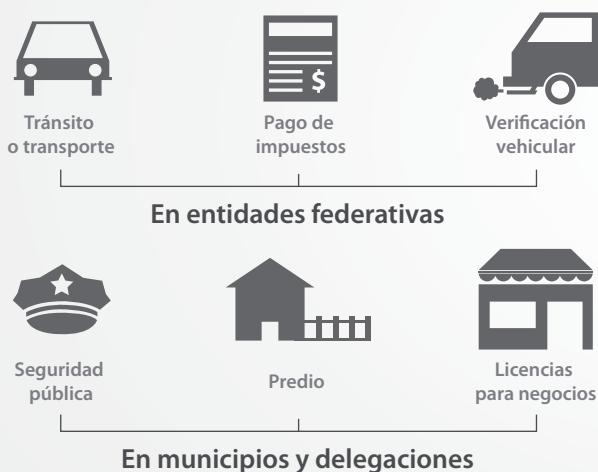 Tránsito
o transporte
Pago de
impuestos
Verificación
vehicular
En entidades federativas
Seguridad
pública
Predio
Licencias
para negocios
En municipios y delegaciones
$